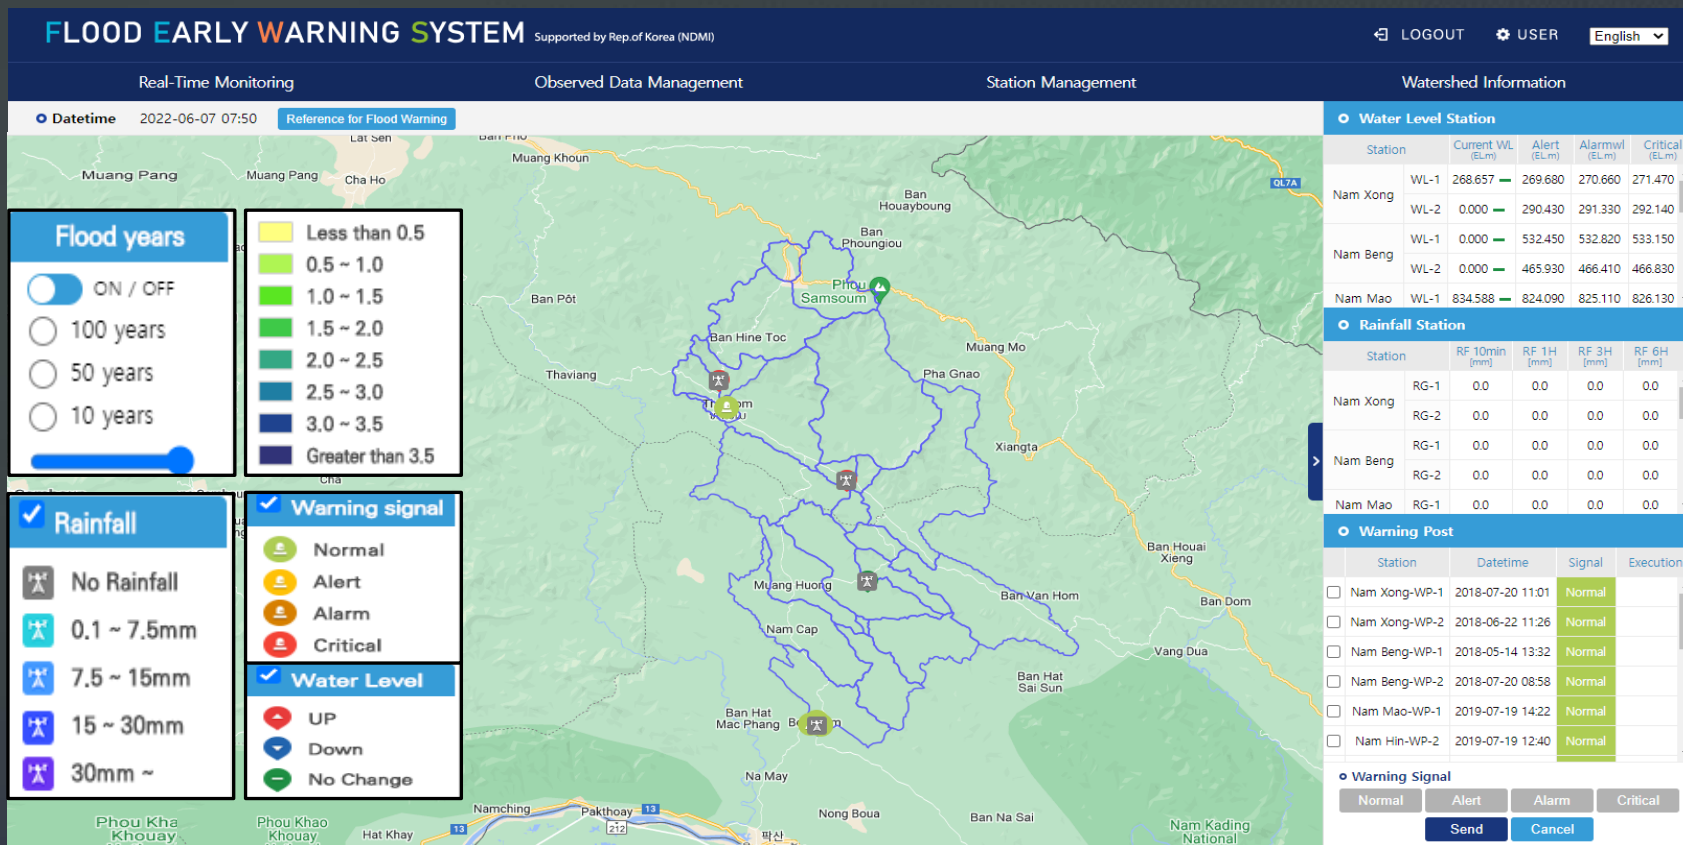 FLOOD EARLY WARNING SYSTEM Supported by Rep.of Korea (NDMI)
LOGOUT USER English
Real-Time Monitoring Observed Data Management Station Management Watershed Information
Datetime 2022-06-07 07:50 Reference for Flood Warning
Lat Sen
Muang Khoun
Muang Pang
Muang Pang
Cha Ho
QL7A
Ban
Houayboung
Ban
Phoungiou
Phou
Samsoum
Ban Pôt
Ban Hine Toc
Muang Mo
Thaviang
Pha Gnao
Xiangta
Ban Houai
Xieng
Muang Huong
Ban Van Hom
Ban Dom
Nam Cap
Vang Dua
Ban Hat
Sai Sun
Ban Hat
Mac Phang
Na May
Namching
Pakthoay
13
13
212
Nong Boua
Ban Na Sai
Phou Kha
Khouay
Phou Khao
Khouay
Hat Khay
팍산
Nam Kading
National
Cha
Flood years
ON / OFF
100 years
50 years
10 years
Less than 0.5
0.5 ~ 1.0
1.0 ~ 1.5
1.5 ~ 2.0
2.0 ~ 2.5
2.5 ~ 3.0
3.0 ~ 3.5
Greater than 3.5
Rainfall
No Rainfall
0.1 ~ 7.5mm
7.5 ~ 15mm
15 ~ 30mm
30mm ~
Warning signal
Normal
Alert
Alarm
Critical
Water Level
UP
Down
No Change
Water Level Station
Station Current WL (EL.m) Alert (EL.m) Alarmwl (EL.m) Critical (EL.m)
Nam Xong WL-1 268.657 269.680 270.660 271.470
WL-2 0.000 290.430 291.330 292.140
Nam Beng WL-1 0.000 532.450 532.820 533.150
WL-2 0.000 465.930 466.410 466.830
Nam Mao WL-1 834.588 824.090 825.110 826.130
Rainfall Station
Station RF 10min [mm] RF 1H [mm] RF 3H [mm] RF 6H [mm]
Nam Xong RG-1 0.0 0.0 0.0 0.0
RG-2 0.0 0.0 0.0 0.0
Nam Beng RG-1 0.0 0.0 0.0 0.0
RG-2 0.0 0.0 0.0 0.0
Nam Mao RG-1 0.0 0.0 0.0 0.0
Warning Post
Station Datetime Signal Execution
Nam Xong-WP-1 2018-07-20 11:01 Normal
Nam Xong-WP-2 2018-06-22 11:26 Normal
Nam Beng-WP-1 2018-05-14 13:32 Normal
Nam Beng-WP-2 2018-07-20 08:58 Normal
Nam Mao-WP-1 2019-07-19 14:22 Normal
Nam Hin-WP-2 2019-07-19 12:40 Normal
Warning Signal
Normal Alert Alarm Critical
Send Cancel